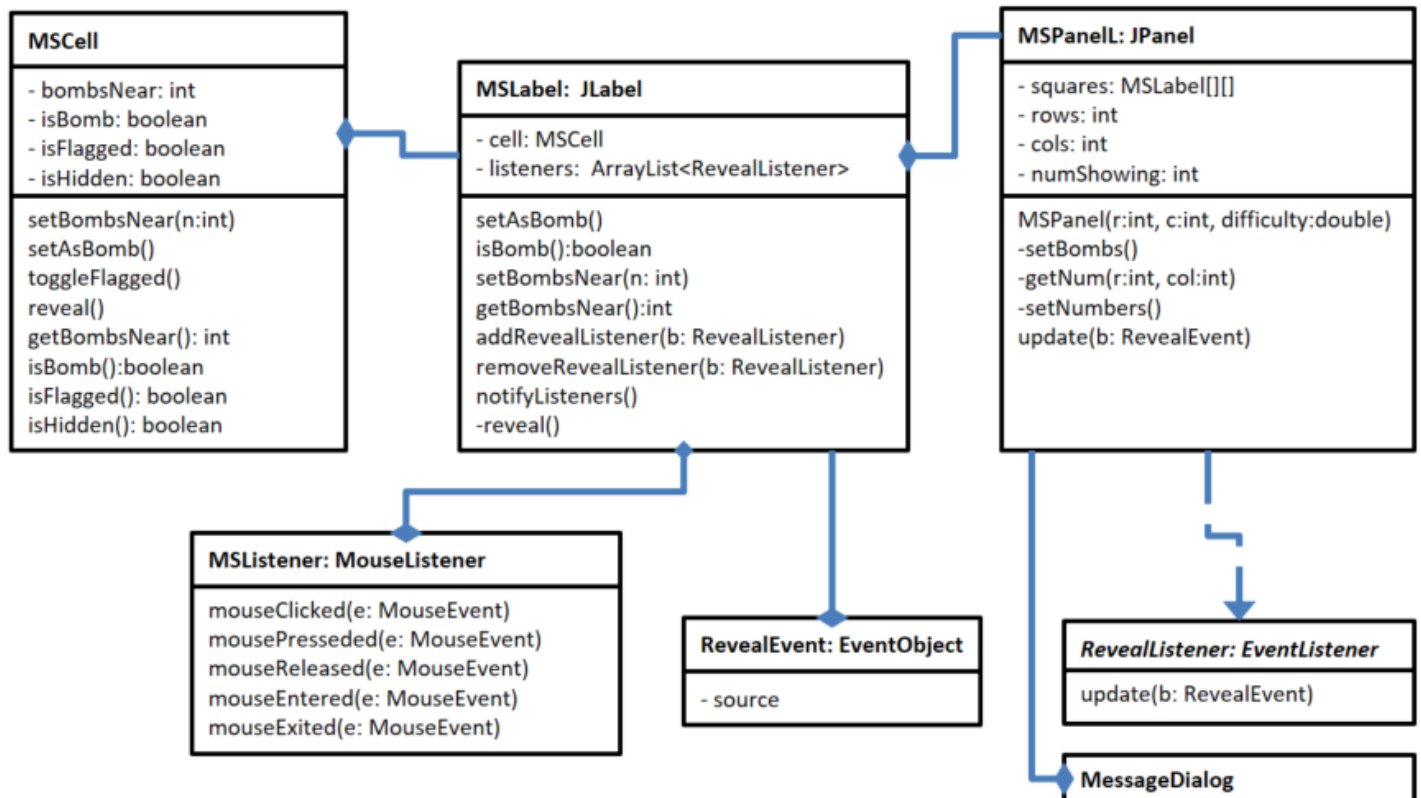 MSCell
- bombsNear: int
- isBomb: boolean
- isFlagged: boolean
- isHidden: boolean
setBombsNear(n:int)
setAsBomb()
toggleFlagged()
reveal()
getBombsNear(): int
isBomb():boolean
isFlagged(): boolean
isHidden(): boolean
MSLabel: JLabel
- cell: MSCell
- listeners: ArrayList<RevealListener>
setAsBomb()
isBomb():boolean
setBombsNear(n: int)
getBombsNear():int
addRevealListener(b: RevealListener)
removeRevealListener(b: RevealListener)
notifyListeners()
-reveal()
MSPanelL: JPanel
- squares: MSLabel[][]
- rows: int
- cols: int
- numShowing: int
MSPanel(r:int, c:int, difficulty:double)
-setBombs()
-getNum(r:int, col:int)
-setNumbers()
update(b: RevealEvent)
MSListener: MouseListener
mouseClicked(e: MouseEvent)
mousePresseded(e: MouseEvent)
mouseReleased(e: MouseEvent)
mouseEntered(e: MouseEvent)
mouseExited(e: MouseEvent)
RevealEvent: EventObject
- source
RevealListener: EventListener
update(b: RevealEvent)
MessageDialog